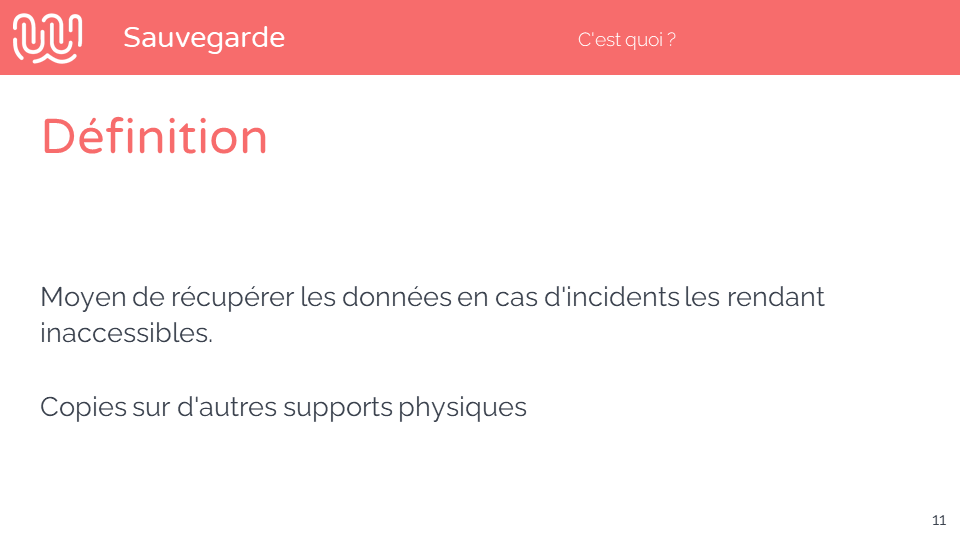 Sauvegarde
C'est quoi ?
Définition
Moyen de récupérer les données en cas d'incidents les rendant
inaccessibles.
Copies sur d'autres supports physiques
11